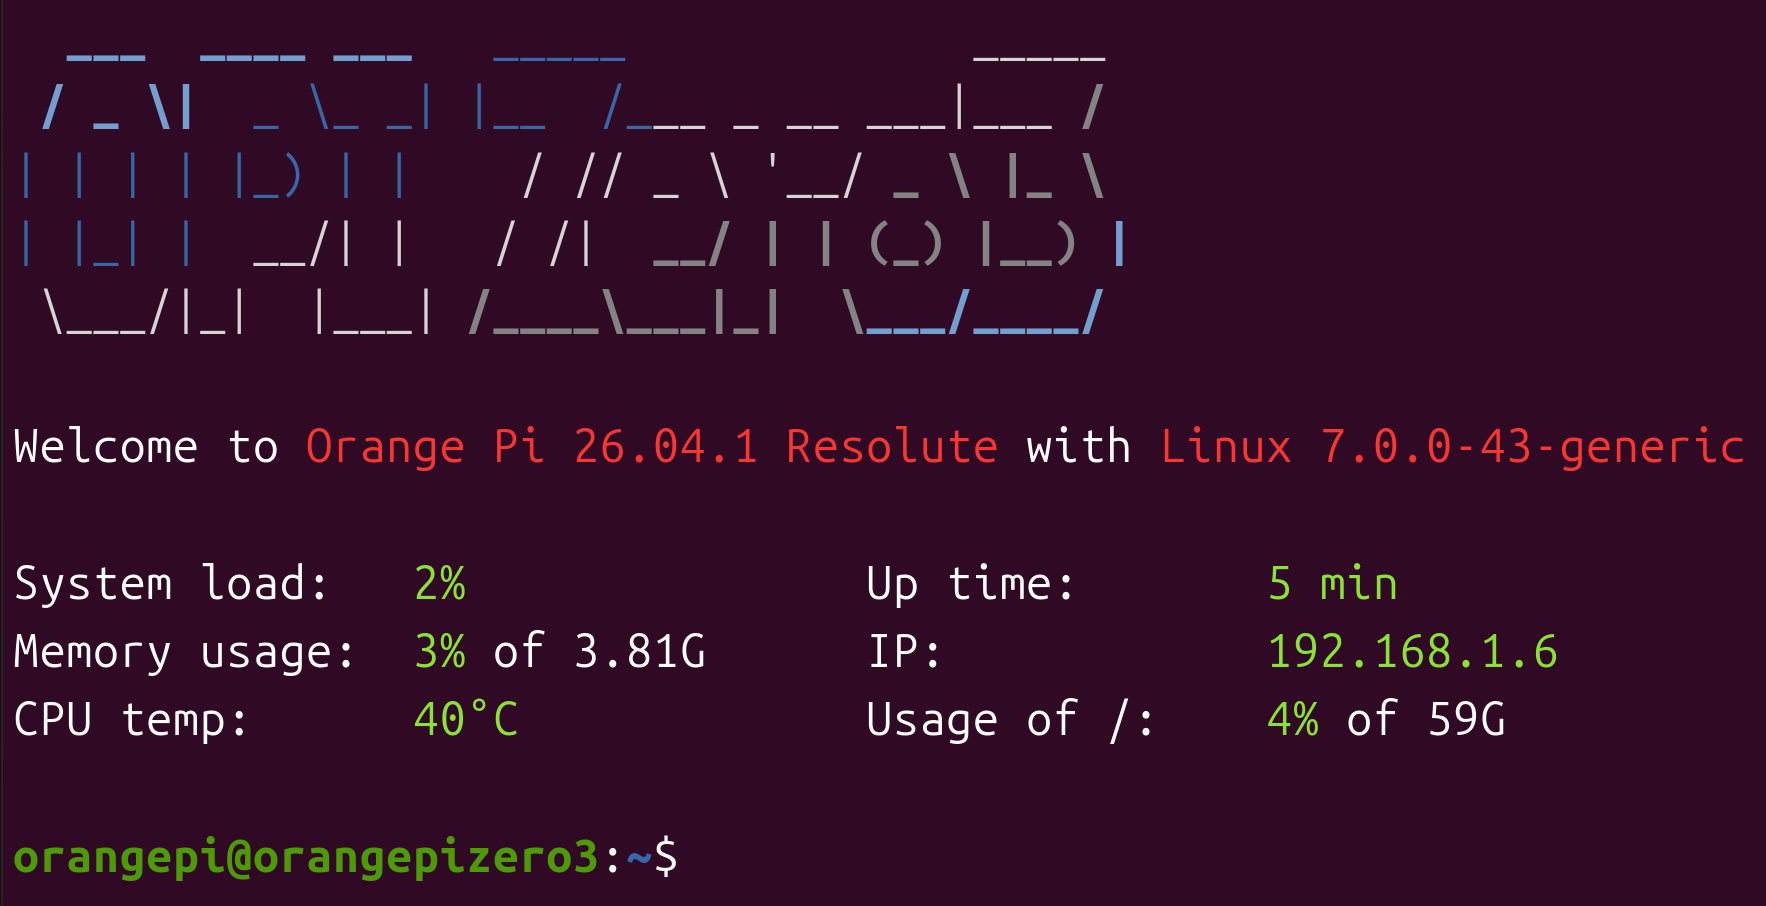 OPI Zero3
Welcome to Orange Pi 26.04.1 Resolute with Linux 7.0.0-43-generic
System load: 2% Up time: 5 min
Memory usage: 3% of 3.81G IP: 192.168.1.6
CPU temp: 40°C Usage of /: 4% of 59G
orangepi@orangepizero3:~$